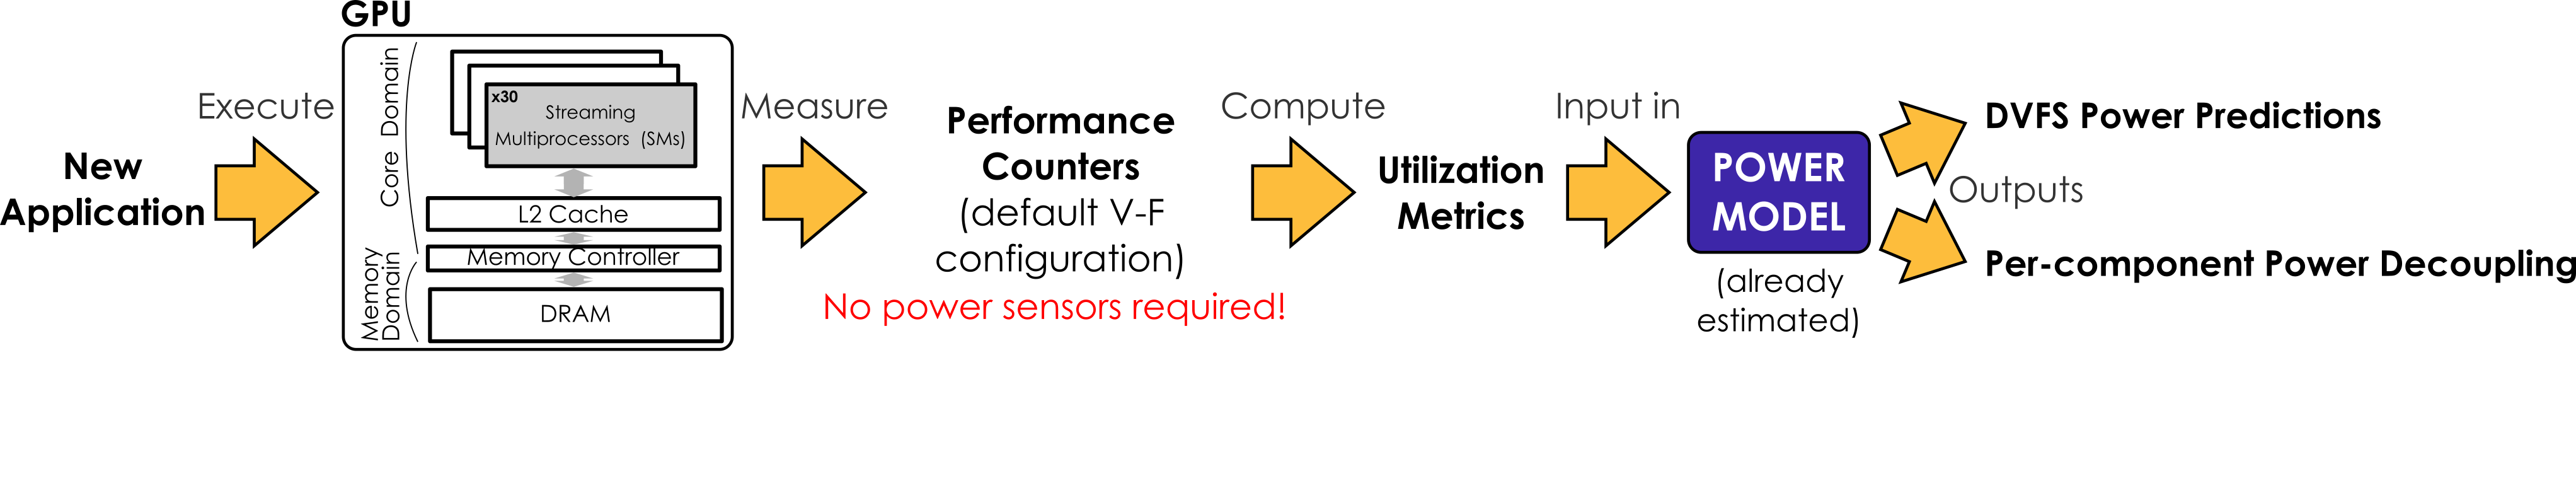 New
Application
Execute
GPU
Core Domain
Memory
Domain
x30
Streaming
Multiprocessors (SMs)
L2 Cache
Memory Controller
DRAM
Measure
Performance
Counters
(default V-F
configuration)
No power sensors required!
Compute
Utilization
Metrics
Input in
POWER
MODEL
(already
estimated)
Outputs
DVFS Power Predictions
Per-component Power Decoupling